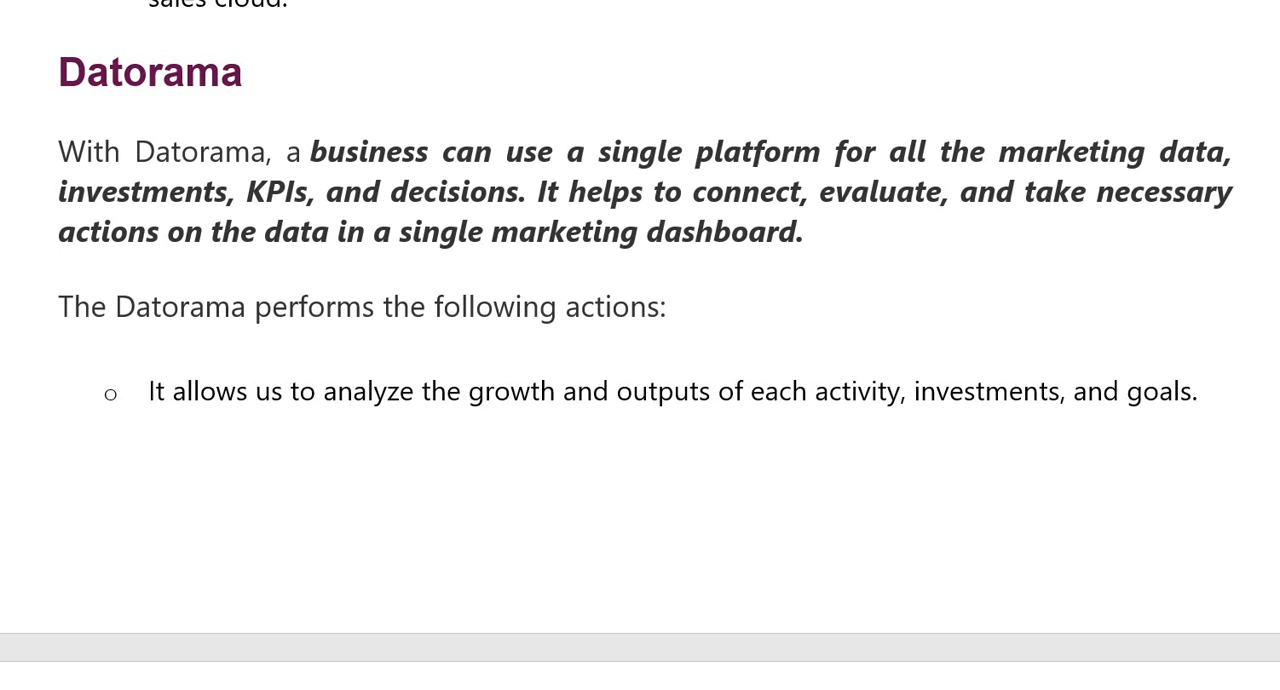 sales cloud.
Datorama
With Datorama, a business can use a single platform for all the marketing data,
investments, KPIs, and decisions. It helps to connect, evaluate, and take necessary
actions on the data in a single marketing dashboard.
The Datorama performs the following actions:
o It allows us to analyze the growth and outputs of each activity, investments, and goals.